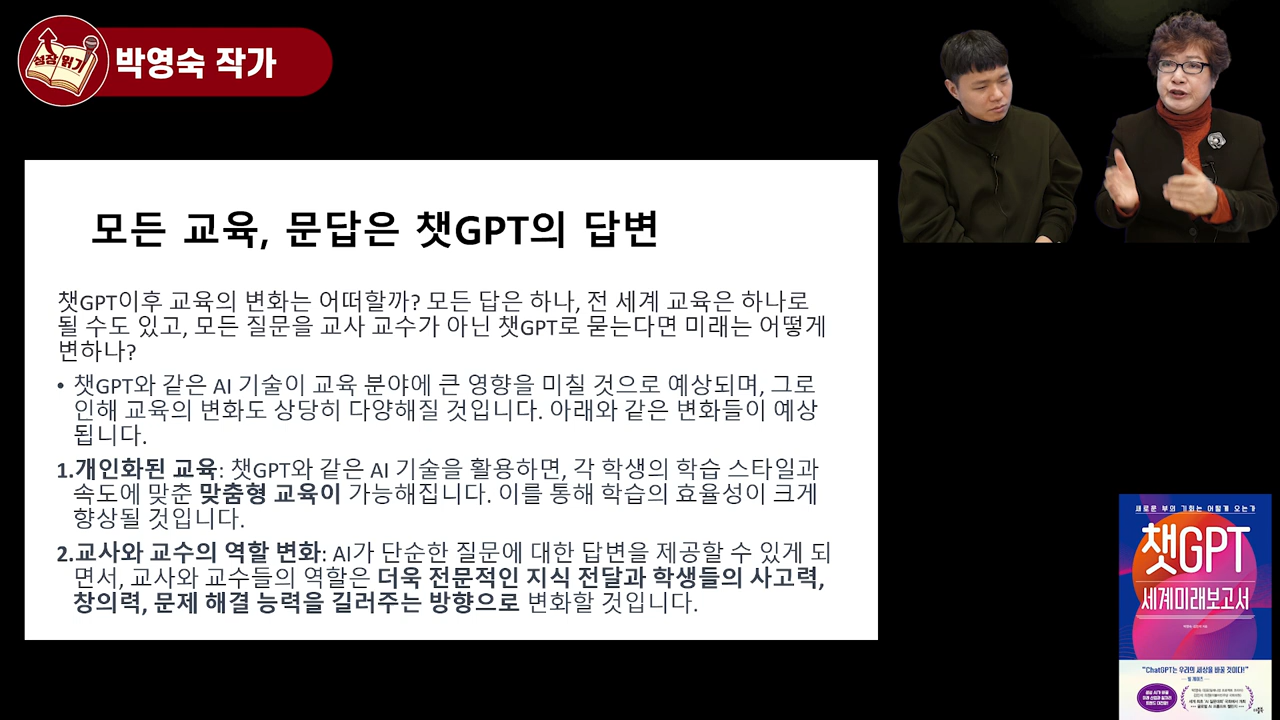 성장 읽기
박영숙 작가
모든 교육, 문답은 챗GPT의 답변
챗GPT이후 교육의 변화는 어떠할까? 모든 답은 하나, 전 세계 교육은 하나로
될 수도 있고, 모든 질문을 교사 교수가 아닌 챗GPT로 묻는다면 미래는 어떻게
변하나?
• 챗GPT와 같은 AI 기술이 교육 분야에 큰 영향을 미칠 것으로 예상되며, 그로
인해 교육의 변화도 상당히 다양해질 것입니다. 아래와 같은 변화들이 예상
됩니다.
1.개인화된 교육: 챗GPT와 같은 AI 기술을 활용하면, 각 학생의 학습 스타일과
속도에 맞춘 맞춤형 교육이 가능해집니다. 이를 통해 학습의 효율성이 크게
향상될 것입니다.
2.교사와 교수의 역할 변화: AI가 단순한 질문에 대한 답변을 제공할 수 있게 되
면서, 교사와 교수들의 역할은 더욱 전문적인 지식 전달과 학생들의 사고력,
창의력, 문제 해결 능력을 길러주는 방향으로 변화할 것입니다.
새로운 부의 기회는 어떻게 오는가
챗GPT
세계미래보고서
"ChatGPT는 우리의 세상을 바꿀 것이다!"
— 빌 게이츠 —